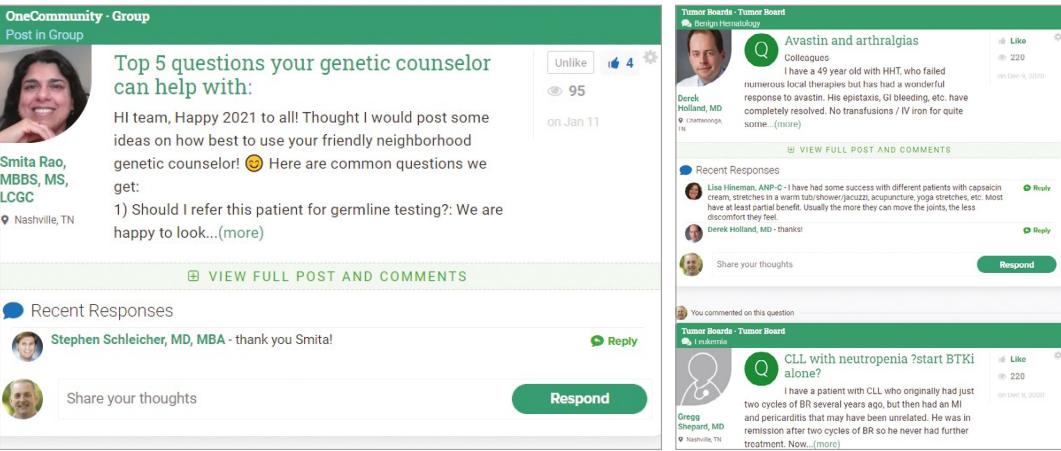 OneCommunity - Group
Post in Group
Top 5 questions your genetic counselor
can help with:
HI team, Happy 2021 to all! Thought I would post some
ideas on how best to use your friendly neighborhood
genetic counselor! 😊 Here are common questions we
get:
1) Should I refer this patient for germline testing?: We are
happy to look...(more)
Smita Rao,
MBBS, MS,
LCGC
Nashville, TN
Unlike
4
95
on Jan 11
VIEW FULL POST AND COMMENTS
Recent Responses
Stephen Schleicher, MD, MBA - thank you Smita!
Reply
Share your thoughts
Respond
Tumor Boards - Tumor Board
Benign Hematology
Q
Avastin and arthralgias
Colleagues
I have a 49 year old with HHT, who failed
numerous local therapies but has had a wonderful
response to avastin. His epistaxis, GI bleeding, etc. have
completely resolved. No transfusions / IV iron for quite
some...(more)
Derek
Holland, MD
Chattanooga,
TN
Like
220
on Dec 9, 2020
VIEW FULL POST AND COMMENTS
Recent Responses
Lisa Hineman, ANP-C - I have had some success with different patients with capsaicin
cream, stretches in a warm tub/shower/jacuzzi, acupuncture, yoga stretches, etc. Most
have at least partial benefit. Usually the more they can move the joints, the less
discomfort they feel.
Reply
Derek Holland, MD - thanks!
Reply
Share your thoughts
Respond
You commented on this question
Tumor Boards - Tumor Board
Leukemia
Q
CLL with neutropenia ?start BTKi
alone?
I have a patient with CLL who originally had just
two cycles of BR several years ago, but then had an MI
and pericarditis that may have been unrelated. He was in
remission after two cycles of BR so he never had further
treatment. Now...(more)
Gregg
Shepard, MD
Nashville, TN
Like
220
on Dec 8, 2020